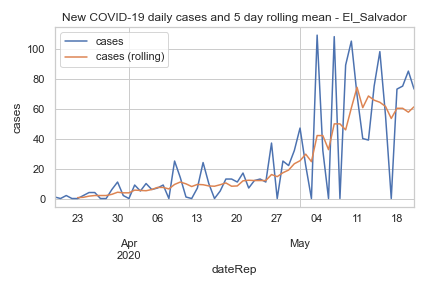 New COVID-19 daily cases and 5 day rolling mean - El_Salvador
cases
cases (rolling)
100
80
60
40
20
0
cases
23 30 06 13 20 27 04 11 18
Apr May
2020
dateRep